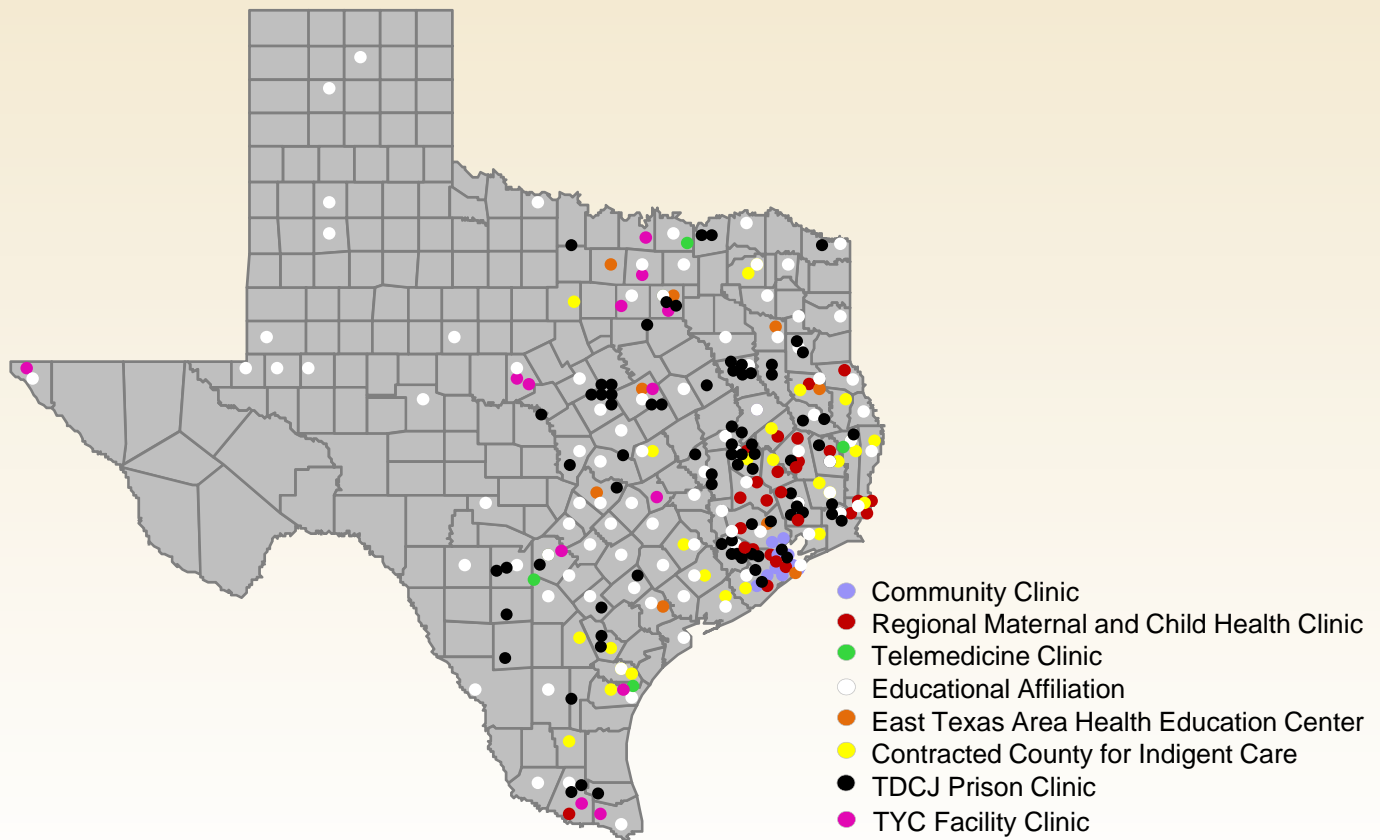 Community Clinic
Regional Maternal and Child Health Clinic
Telemedicine Clinic
Educational Affiliation
East Texas Area Health Education Center
Contracted County for Indigent Care
TDCJ Prison Clinic
TYC Facility Clinic